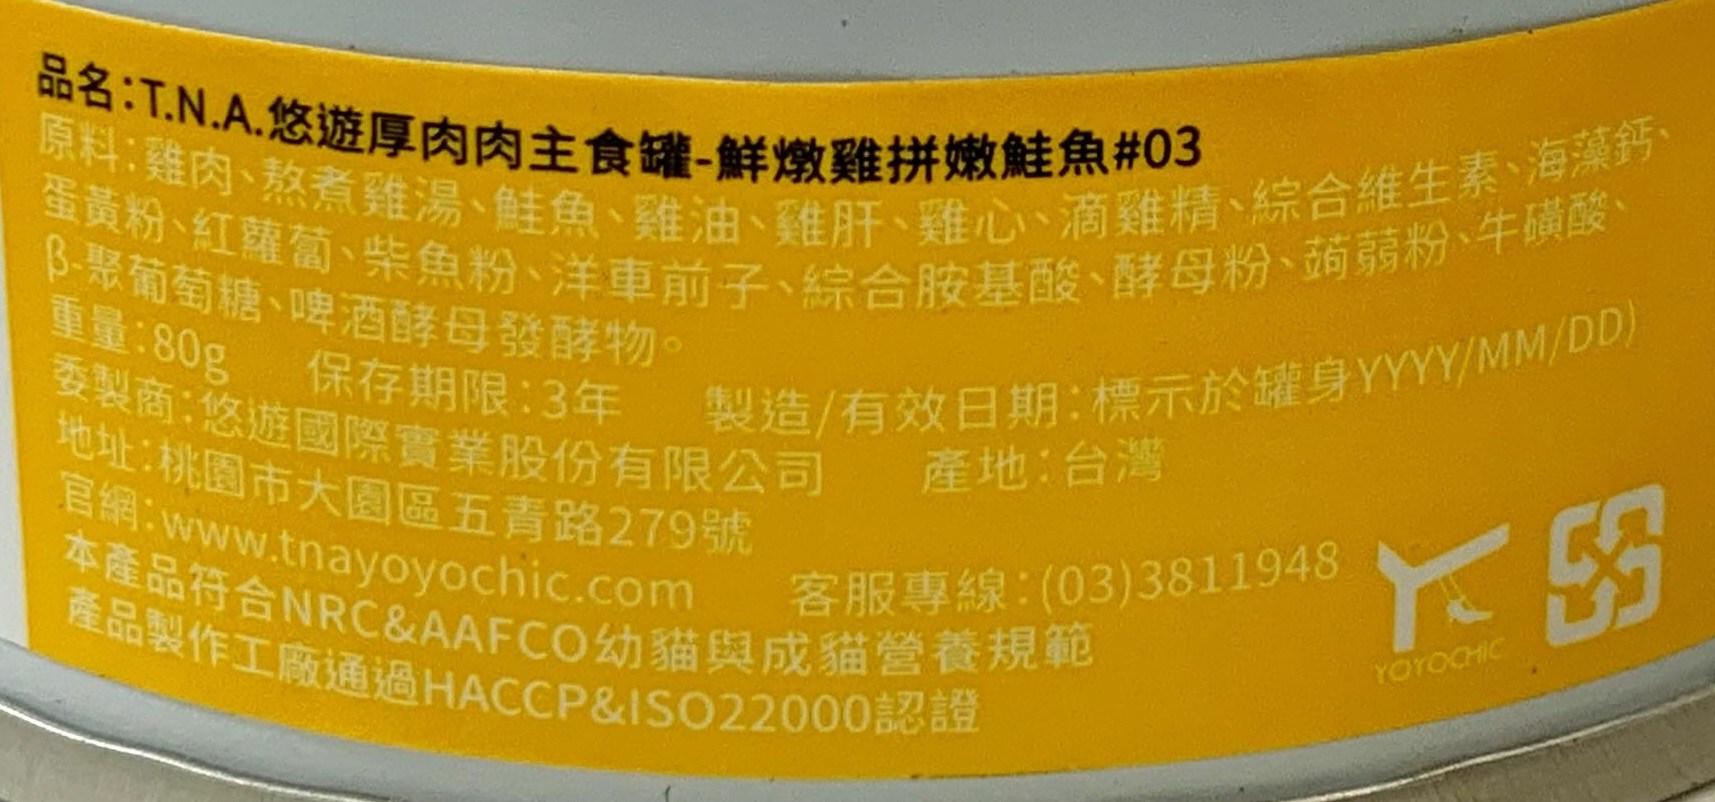 品名:T.N.A.悠遊厚肉肉主食罐-鮮燉雞拼嫩鮭魚#03
原料:雞肉、熬煮雞湯、鮭魚、雞油、雞肝、雞心、滴雞精、綜合維生素、海藻鈣、
蛋黃粉、紅蘿蔔、柴魚粉、洋車前子、綜合胺基酸、酵母粉、蒟蒻粉、牛磺酸、
β-聚葡萄糖、啤酒酵母發酵物。
重量:80g 保存期限:3年 製造/有效日期:標示於罐身YYYY/MM/DD)
委製商:悠遊國際實業股份有限公司 產地:台灣
地址:桃園市大園區五青路279號
官網:www.tnayoyochic.com 客服專線:(03)3811948
本產品符合NRC&AAFCO幼貓與成貓營養規範
產品製作工廠通過HACCP&ISO22000認證
YOYOCHIC